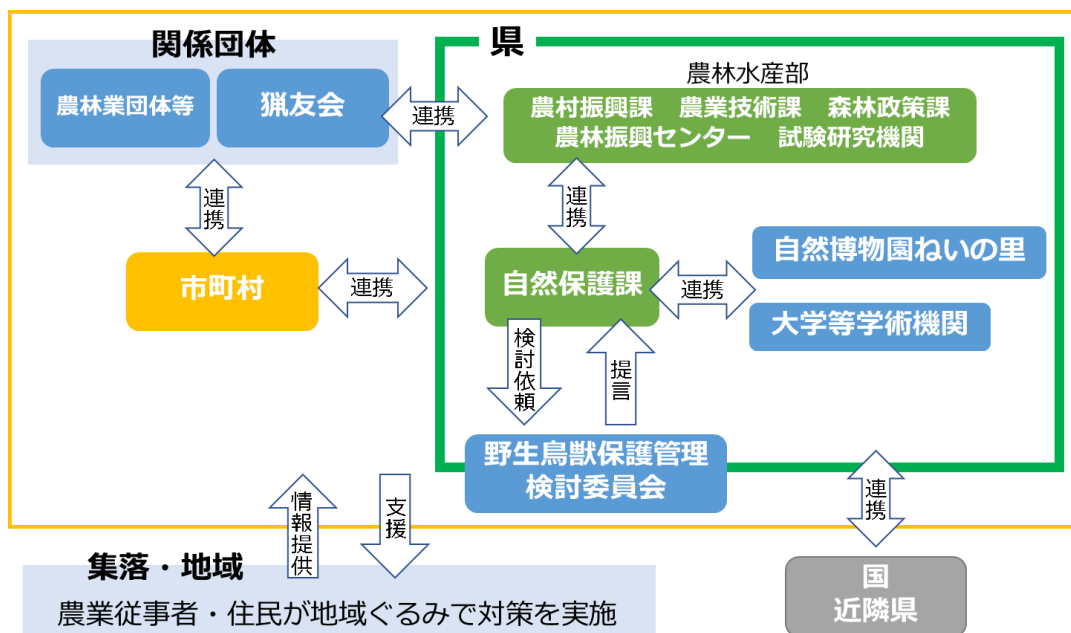 関係団体
農林業団体等
猟友会
連携
県
農林水産部
農村振興課 農業技術課 森林政策課
農林振興センター 試験研究機関
連携
連携
市町村
連携
自然保護課
連携
自然博物園ねいの里
大学等学術機関
検討依頼
提言
野生鳥獣保護管理
検討委員会
情報提供
支援
連携
集落・地域
農業従事者・住民が地域ぐるみで対策を実施
国
近隣県